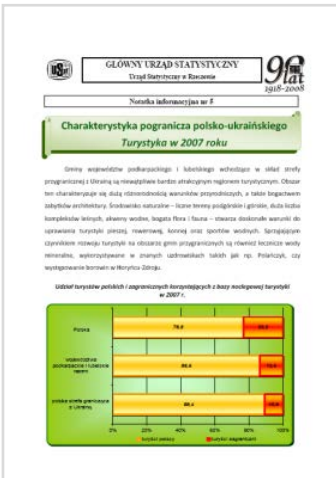 GŁÓWNY URZĄD STATYSTYCZNY
Urząd Statystyczny w Rzeszowie
90 lat
1918-2008
Notatka informacyjna nr 5
Charakterystyka pogranicza polsko-ukraińskiego
Turystyka w 2007 roku
Gminy województw podkarpackiego i lubelskiego wchodzące w skład strefy
przygranicznej z Ukrainą są niewątpliwie bardzo atrakcyjnym regionem turystycznym. Obszar
ten charakteryzuje się dużą różnorodnością warunków przyrodniczych, a także bogactwem
zabytków architektury. Środowisko naturalne – liczne tereny podgórskie i górskie, duża liczba
kompleksów leśnych, akweny wodne, bogata flora i fauna – stwarza doskonałe warunki do
uprawiania turystyki pieszej, rowerowej, konnej oraz sportów wodnych. Sprzyjającym
czynnikiem rozwoju turystyki na obszarze gmin przygranicznych są również lecznicze wody
mineralne, wykorzystywane w znanych uzdrowiskach takich jak np. Polańczyk, czy
występowanie borowin w Horyńcu-Zdroju.
Udział turystów polskich i zagranicznych korzystających z bazy noclegowej turystyki
w 2007 r.
Polska
województwa
podkarpackie i lubelskie
razem
polska strefa graniczna
z Ukrainą
0% 20% 40% 60% 80% 100%
turyści polscy turyści zagraniczni